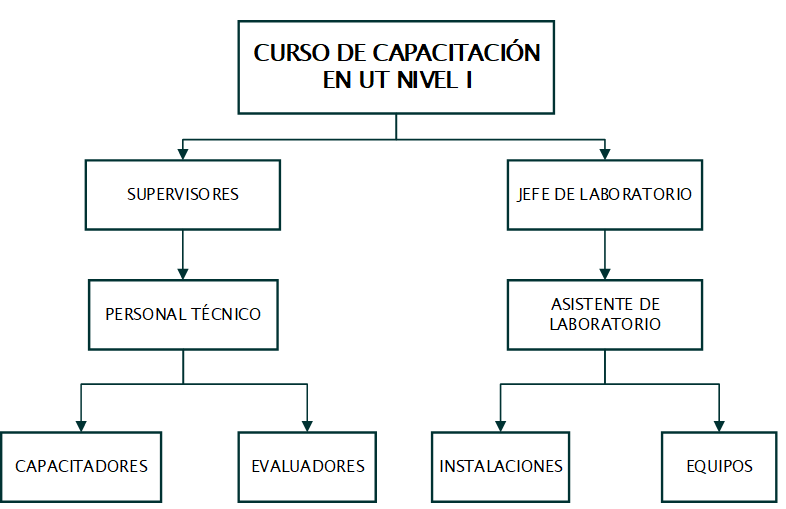 CURSO DE CAPACITACIÓN
EN UT NIVEL I
SUPERVISORES
JEFE DE LABORATORIO
PERSONAL TÉCNICO
ASISTENTE DE
LABORATORIO
CAPACITADORES
EVALUADORES
INSTALACIONES
EQUIPOS